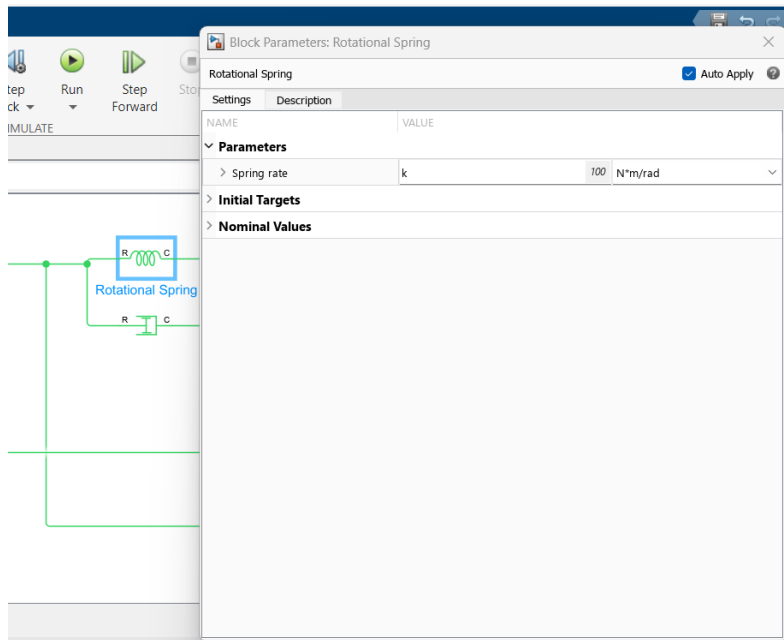 Block Parameters: Rotational Spring
Rotational Spring
Auto Apply
Settings Description
NAME VALUE
Parameters
Spring rate k 100 N*m/rad
Initial Targets
Nominal Values
tep Run Step Sto
ck Forward
IMULATE
R C
Rotational Spring
R C